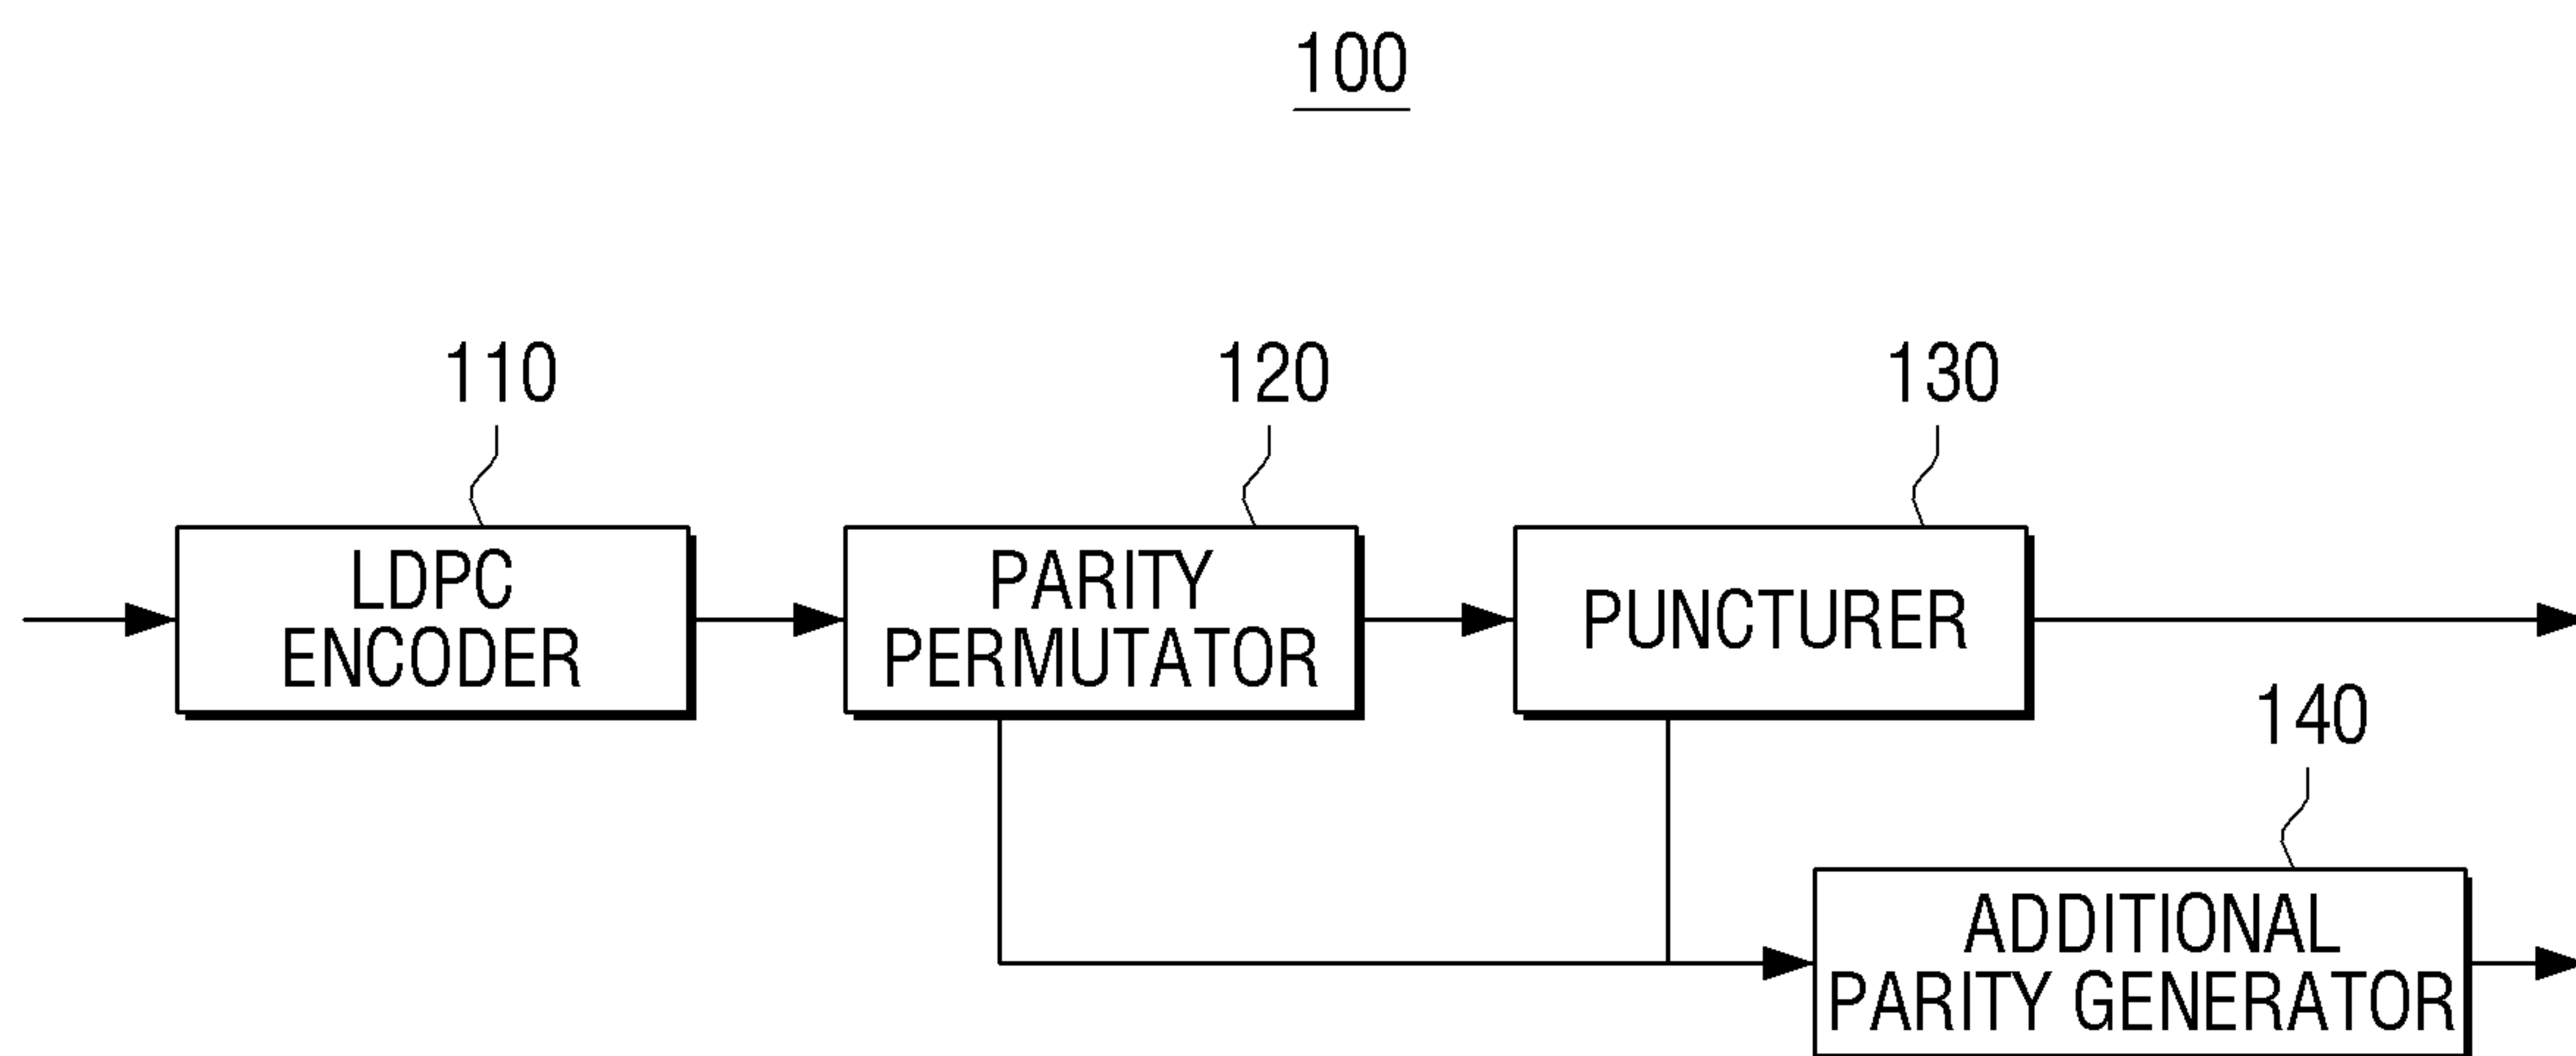 100
110
120
130
LDPC
ENCODER
PARITY
PERMUTATOR
PUNCTURER
140
ADDITIONAL
PARITY GENERATOR